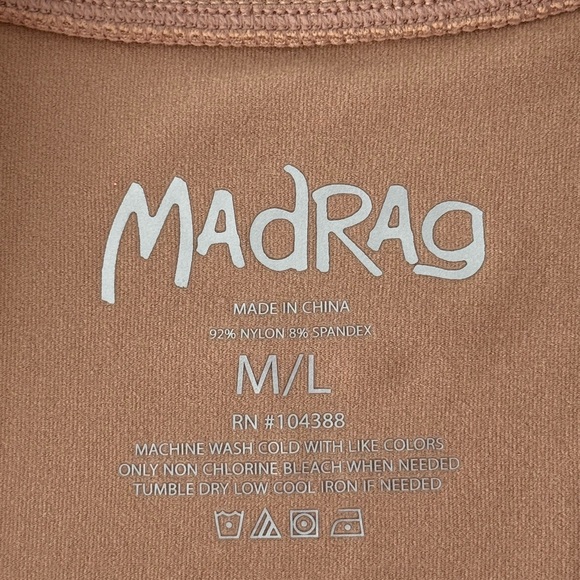 MADRAG
MADE IN CHINA
92% NYLON 8% SPANDEX
M/L
RN #104388
MACHINE WASH COLD WITH LIKE COLORS
ONLY NON CHLORINE BLEACH WHEN NEEDED
TUMBLE DRY LOW COOL IRON IF NEEDED